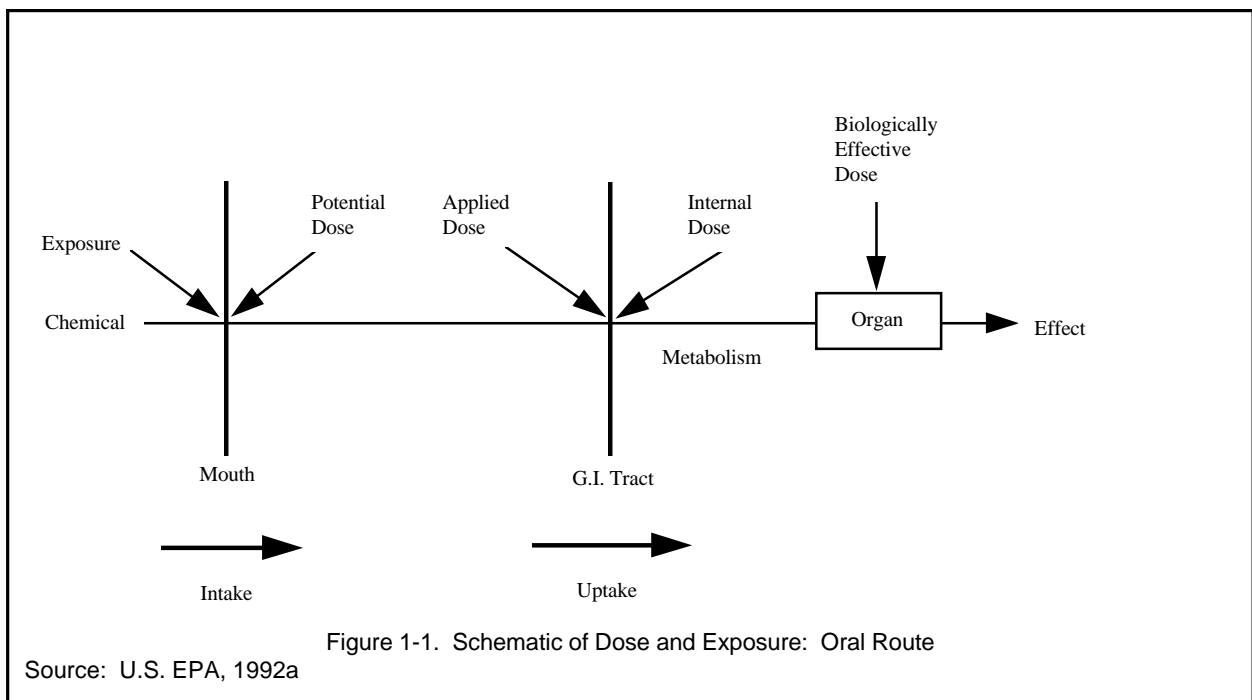 Biologically
Effective
Dose
Potential
Dose
Applied
Dose
Internal
Dose
Exposure
Chemical
Organ
Effect
Metabolism
Mouth
G.I. Tract
Intake
Uptake
Figure 1-1. Schematic of Dose and Exposure: Oral Route
Source: U.S. EPA, 1992a